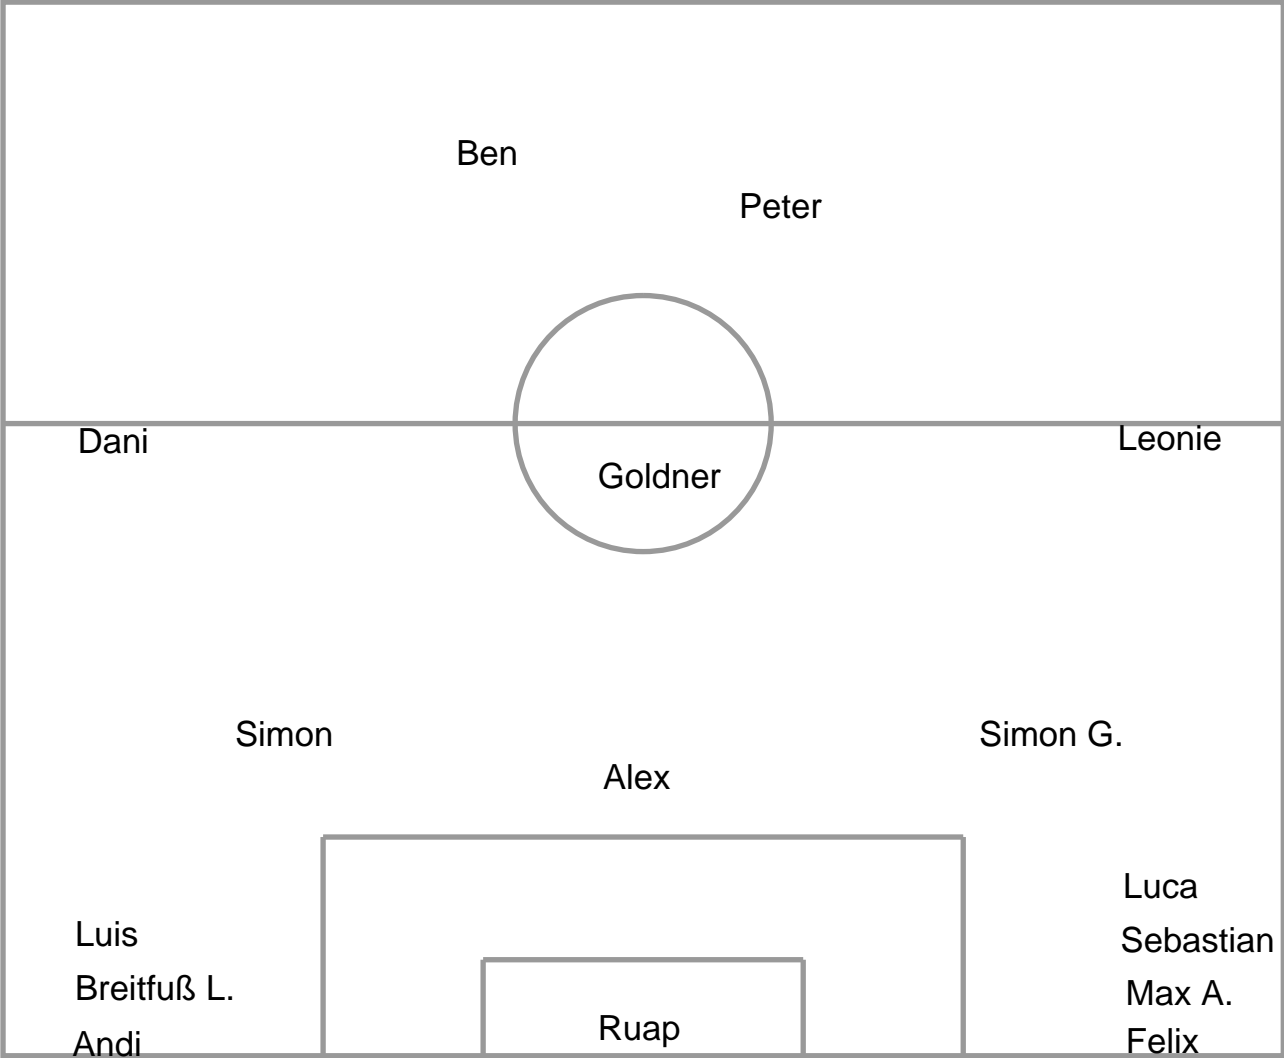 Ben
Peter
Dani
Leonie
Goldner
Simon
Simon G.
Alex
Luca
Luis
Sebastian
Breitfuß L.
Max A.
Ruap
Andi
Felix